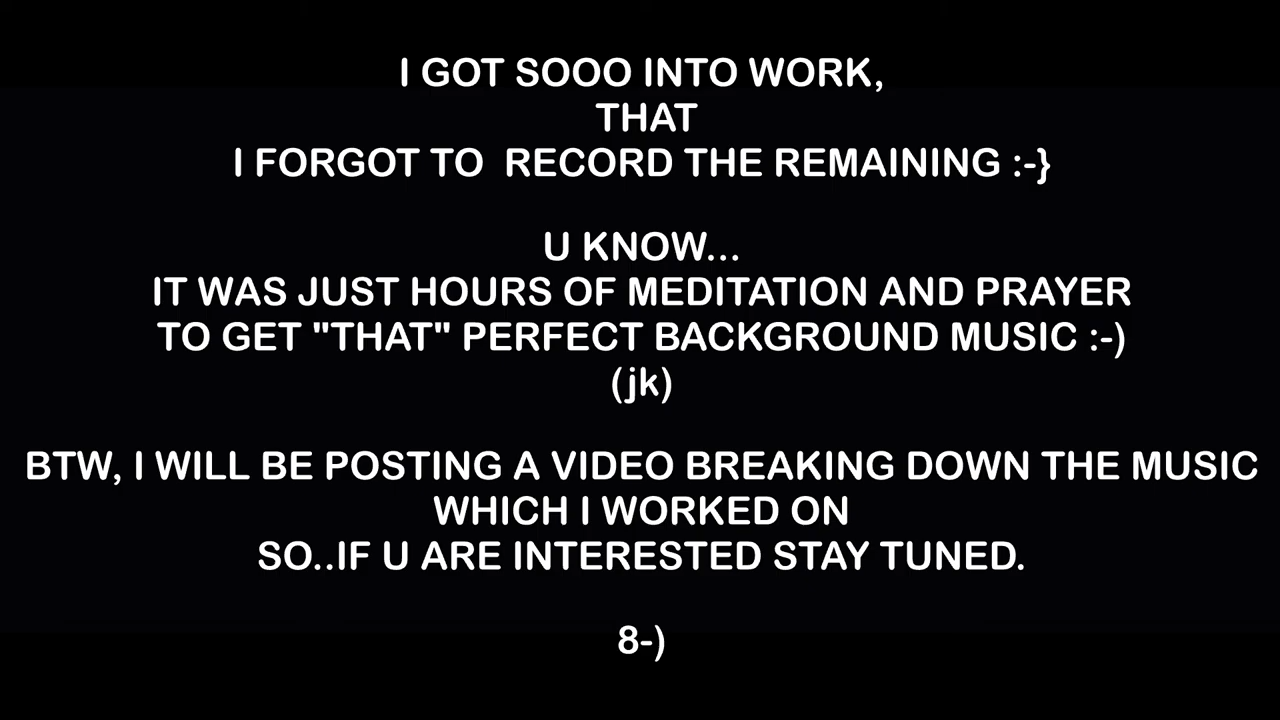 I GOT SOOO INTO WORK,
THAT
I FORGOT TO  RECORD THE REMAINING :-}
U KNOW...
IT WAS JUST HOURS OF MEDITATION AND PRAYER
TO GET "THAT" PERFECT BACKGROUND MUSIC :-)
(jk)
BTW, I WILL BE POSTING A VIDEO BREAKING DOWN THE MUSIC
WHICH I WORKED ON
SO..IF U ARE INTERESTED STAY TUNED.
8-)